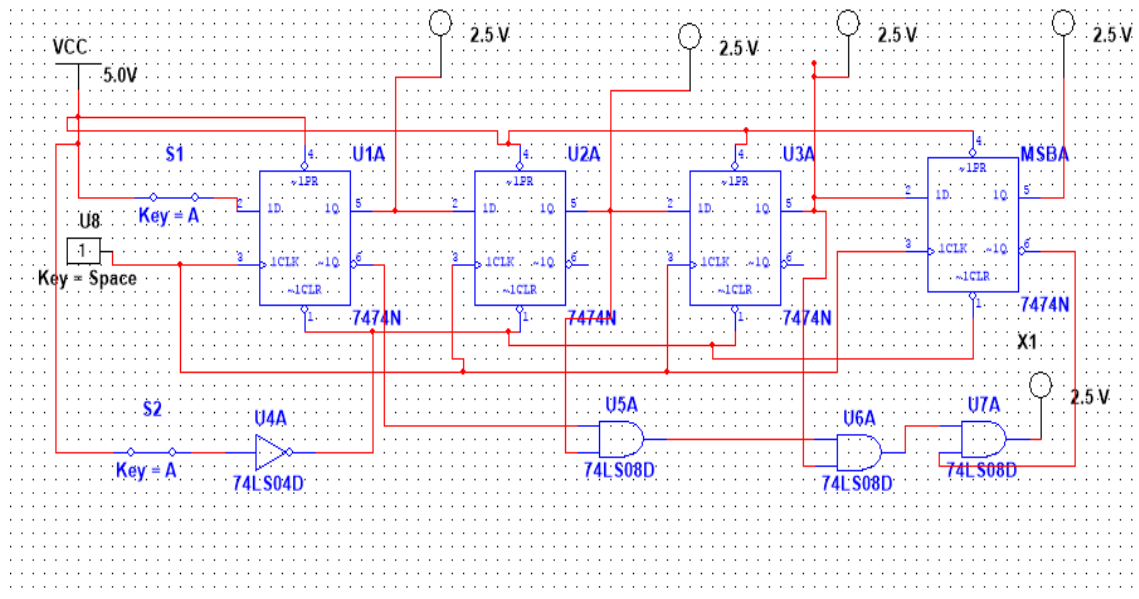 2.5 V
2.5 V
2.5 V
2.5 V
VCC
5.0V
S1
Key = A
U8
1
Key = Space
U1A
4
~1PR
2
1D
1Q
5
3
1CLK
~1Q
6
~1CLR
1
7474N
U2A
4
~1PR
2
1D
1Q
5
3
1CLK
~1Q
6
~1CLR
1
7474N
U3A
4
~1PR
2
1D
1Q
5
3
1CLK
~1Q
6
~1CLR
1
7474N
MSBA
4
~1PR
2
1D
1Q
5
3
1CLK
~1Q
6
~1CLR
1
7474N
X1
2.5 V
S2
Key = A
U4A
74LS04D
U5A
74LS08D
U6A
74LS08D
U7A
74LS08D